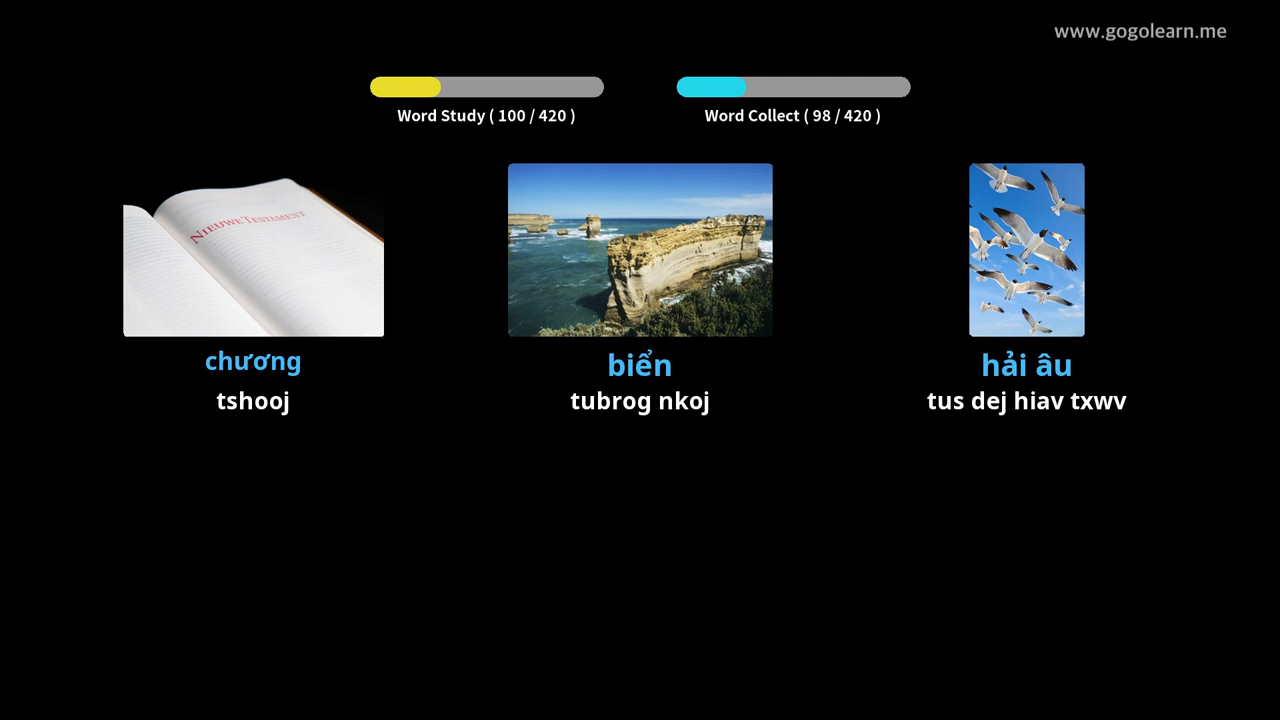 www.gogolearn.me
Word Study ( 100 / 420 )
Word Collect ( 98 / 420 )
NIEUWE TESTAMENT
chương
tshooj
biển
tubrog nkoj
hải âu
tus dej hiav txwv